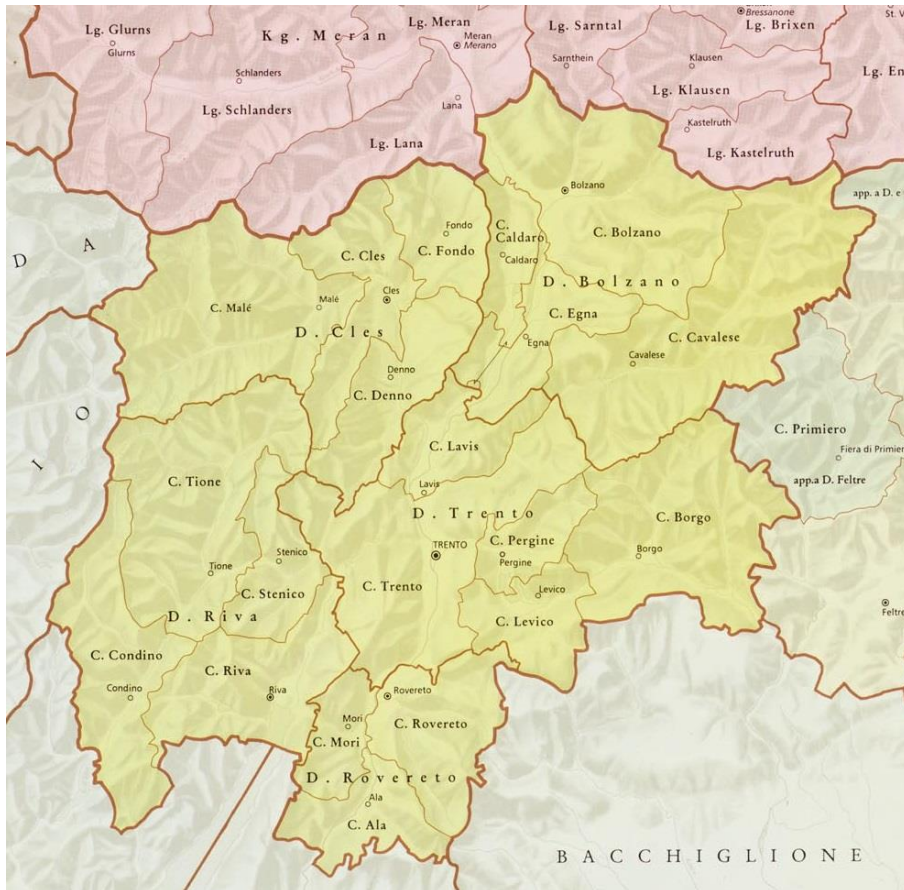 Bressanone
St. V
Lg. Glurns
Glurns
Kg. Meran
Lg. Meran
Meran
Merano
Lg. Sarntal
Sarnthein
Lg. Brixen
Klausen
Lg. Klausen
Lg. En
Schlanders
Lg. Schlanders
Lana
Lg. Lana
Kastelruth
Lg. Kastelruth
app. a D. e
D A
I O
Bolzano
C. Bolzano
D. Bolzano
C.
Caldaro
Caldaro
C. Egna
Egna
C. Cavalese
Cavalese
Fondo
C. Fondo
C. Cles
Cles
C. Malé
Malé
D. Cles
Denno
C. Denno
C. Primiero
Fiera di Primier
app.a D. Feltre
Feltre
C. Lavis
Lavis
D. Trento
TRENTO
C. Trento
C. Pergine
Pergine
Levico
C. Levico
C. Borgo
Borgo
C. Tione
Tione
Stenico
C. Stenico
D. Riva
C. Condino
Condino
C. Riva
Riva
Rovereto
C. Rovereto
Mori
C. Mori
D. Rovereto
Ala
C. Ala
BACCHIGLIONE